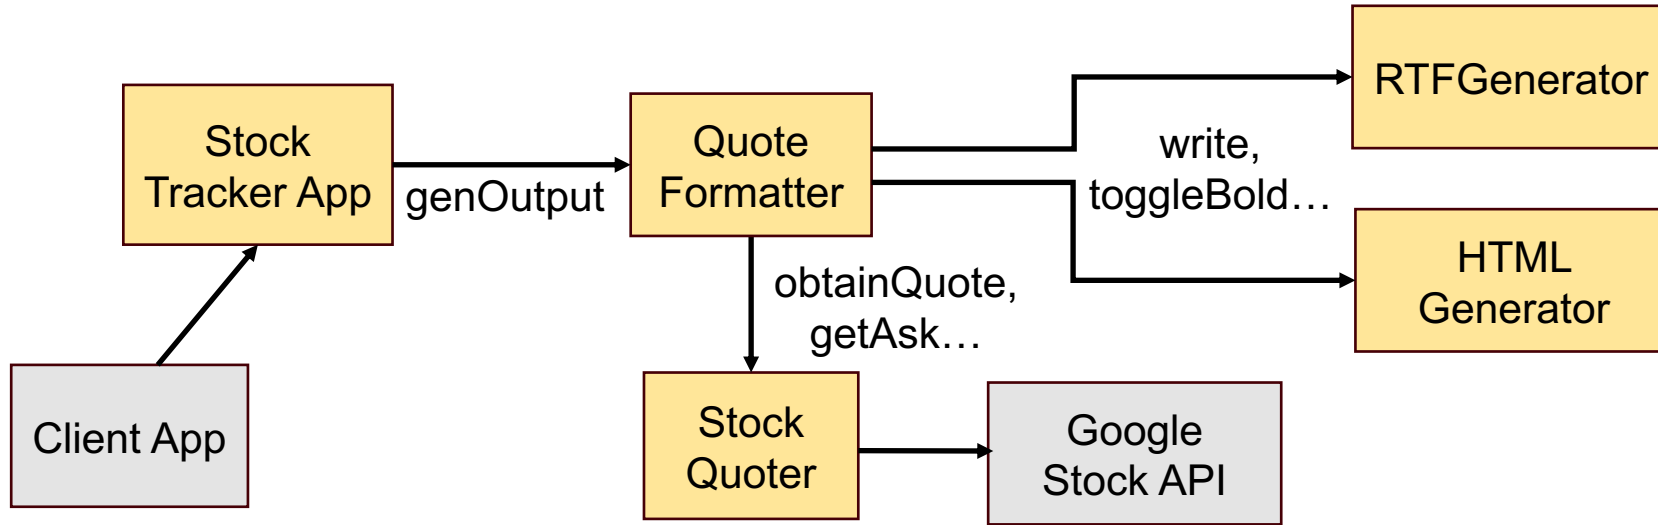 RTFGenerator
Stock
Tracker App
genOutput
Quote
Formatter
write,
toggleBold…
HTML
Generator
obtainQuote,
getAsk…
Client App
Stock
Quoter
Google
Stock API